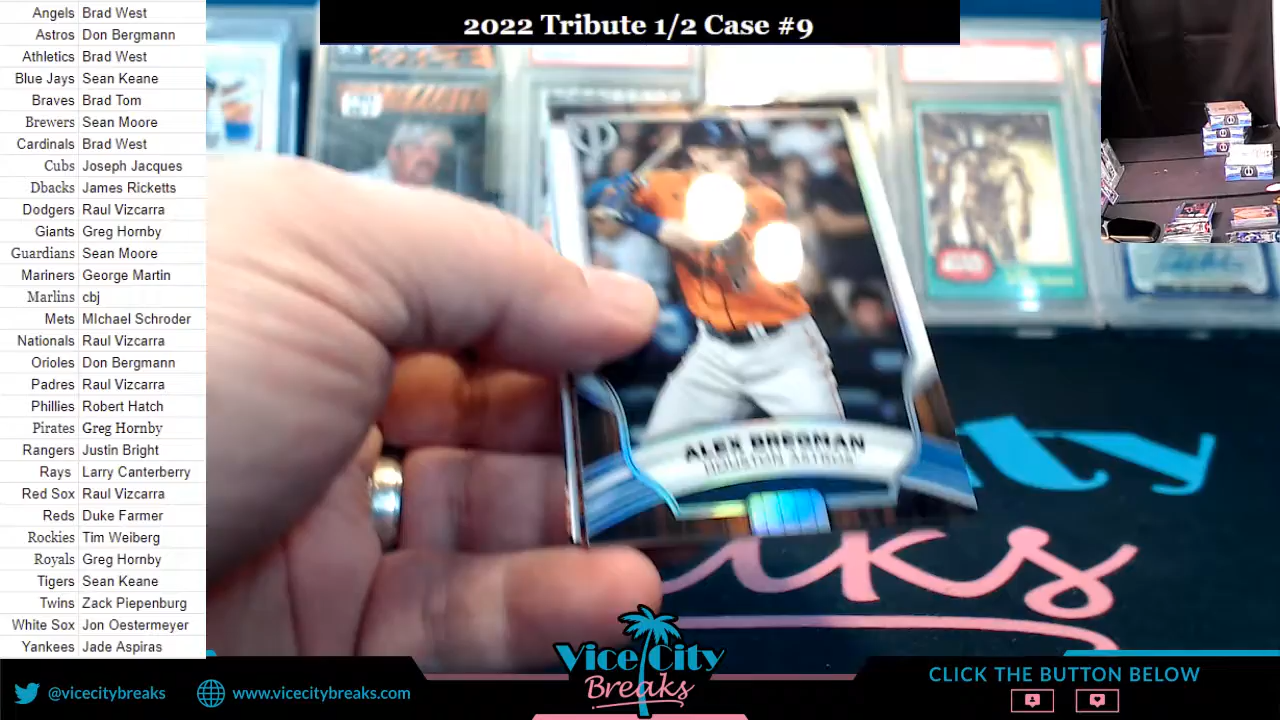 2022 Tribute 1/2 Case #9
Angels Brad West
Astros Don Bergmann
Athletics Brad West
Blue Jays Sean Keane
Braves Brad Tom
Brewers Sean Moore
Cardinals Brad West
Cubs Joseph Jacques
Dbacks James Ricketts
Dodgers Raul Vizcarra
Giants Greg Hornby
Guardians Sean Moore
Mariners George Martin
Marlins cbj
Mets MIchael Schroder
Nationals Raul Vizcarra
Orioles Don Bergmann
Padres Raul Vizcarra
Phillies Robert Hatch
Pirates Greg Hornby
Rangers Justin Bright
Rays Larry Canterberry
Red Sox Raul Vizcarra
Reds Duke Farmer
Rockies Tim Weiberg
Royals Greg Hornby
Tigers Sean Keane
Twins Zack Piepenburg
White Sox Jon Oestermeyer
Yankees Jade Aspiras
ALEX BREGMAN
HOUSTON ASTROS
Vice City
Breaks
@vicecitybreaks
www.vicecitybreaks.com
CLICK THE BUTTON BELOW